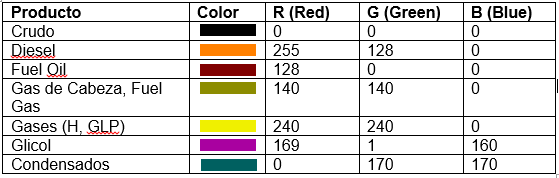 Producto Color R (Red) G (Green) B (Blue)
Crudo 0 0 0
Diesel 255 128 0
Fuel Oil 128 0 0
Gas de Cabeza, Fuel 140 140 0
Gas
Gases (H, GLP) 240 240 0
Glicol 169 1 160
Condensados 0 170 170